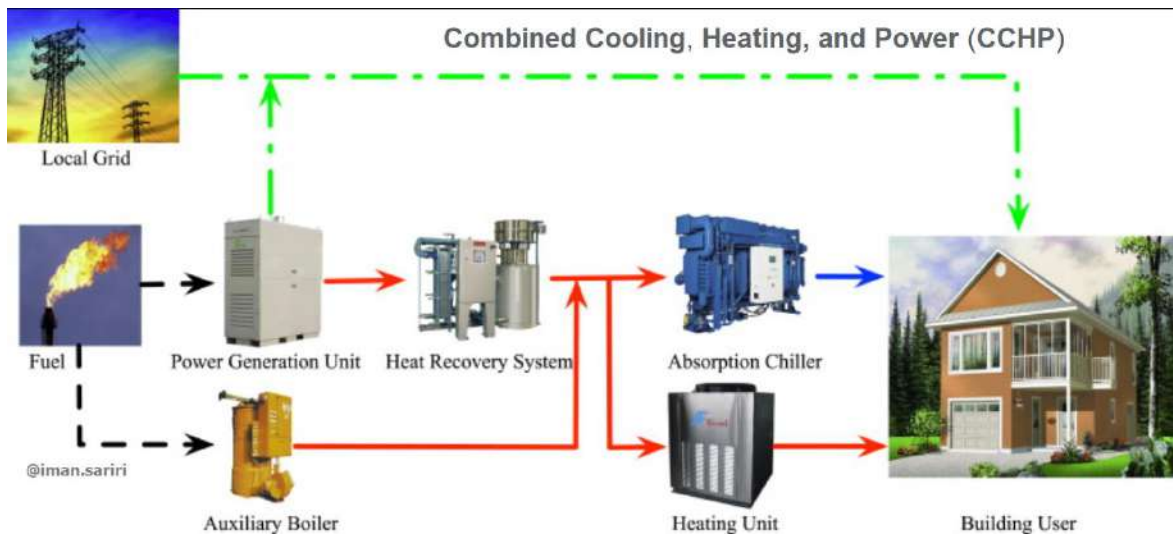 Combined Cooling, Heating, and Power (CCHP)
Local Grid
Fuel
Power Generation Unit
Heat Recovery System
Absorption Chiller
@iman.sariri
Auxiliary Boiler
Heating Unit
Building User